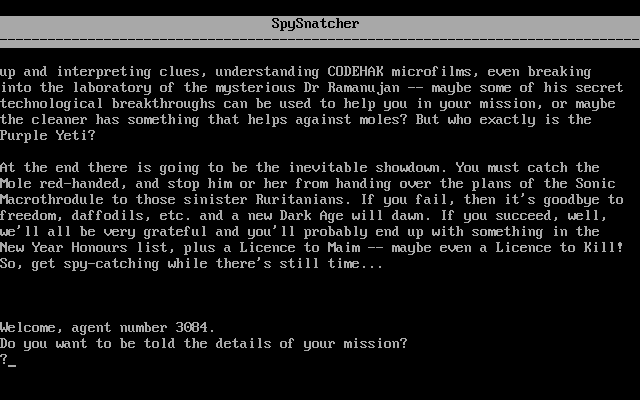 SpySnatcher
up and interpreting clues, understanding CODEHAK microfilms, even breaking
into the laboratory of the mysterious Dr Ramanujan -- maybe some of his secret
technological breakthroughs can be used to help you in your mission, or maybe
the cleaner has something that helps against moles? But who exactly is the
Purple Yeti?
At the end there is going to be the inevitable showdown. You must catch the
Mole red-handed, and stop him or her from handing over the plans of the Sonic
Macrothrodule to those sinister Ruritanians. If you fail, then it's goodbye to
freedom, daffodils, etc. and a new Dark Age will dawn. If you succeed, well,
we'll all be very grateful and you'll probably end up with something in the
New Year Honours list, plus a Licence to Maim -- maybe even a Licence to Kill!
So, get spy-catching while there's still time...
Welcome, agent number 3084.
Do you want to be told the details of your mission?
?_